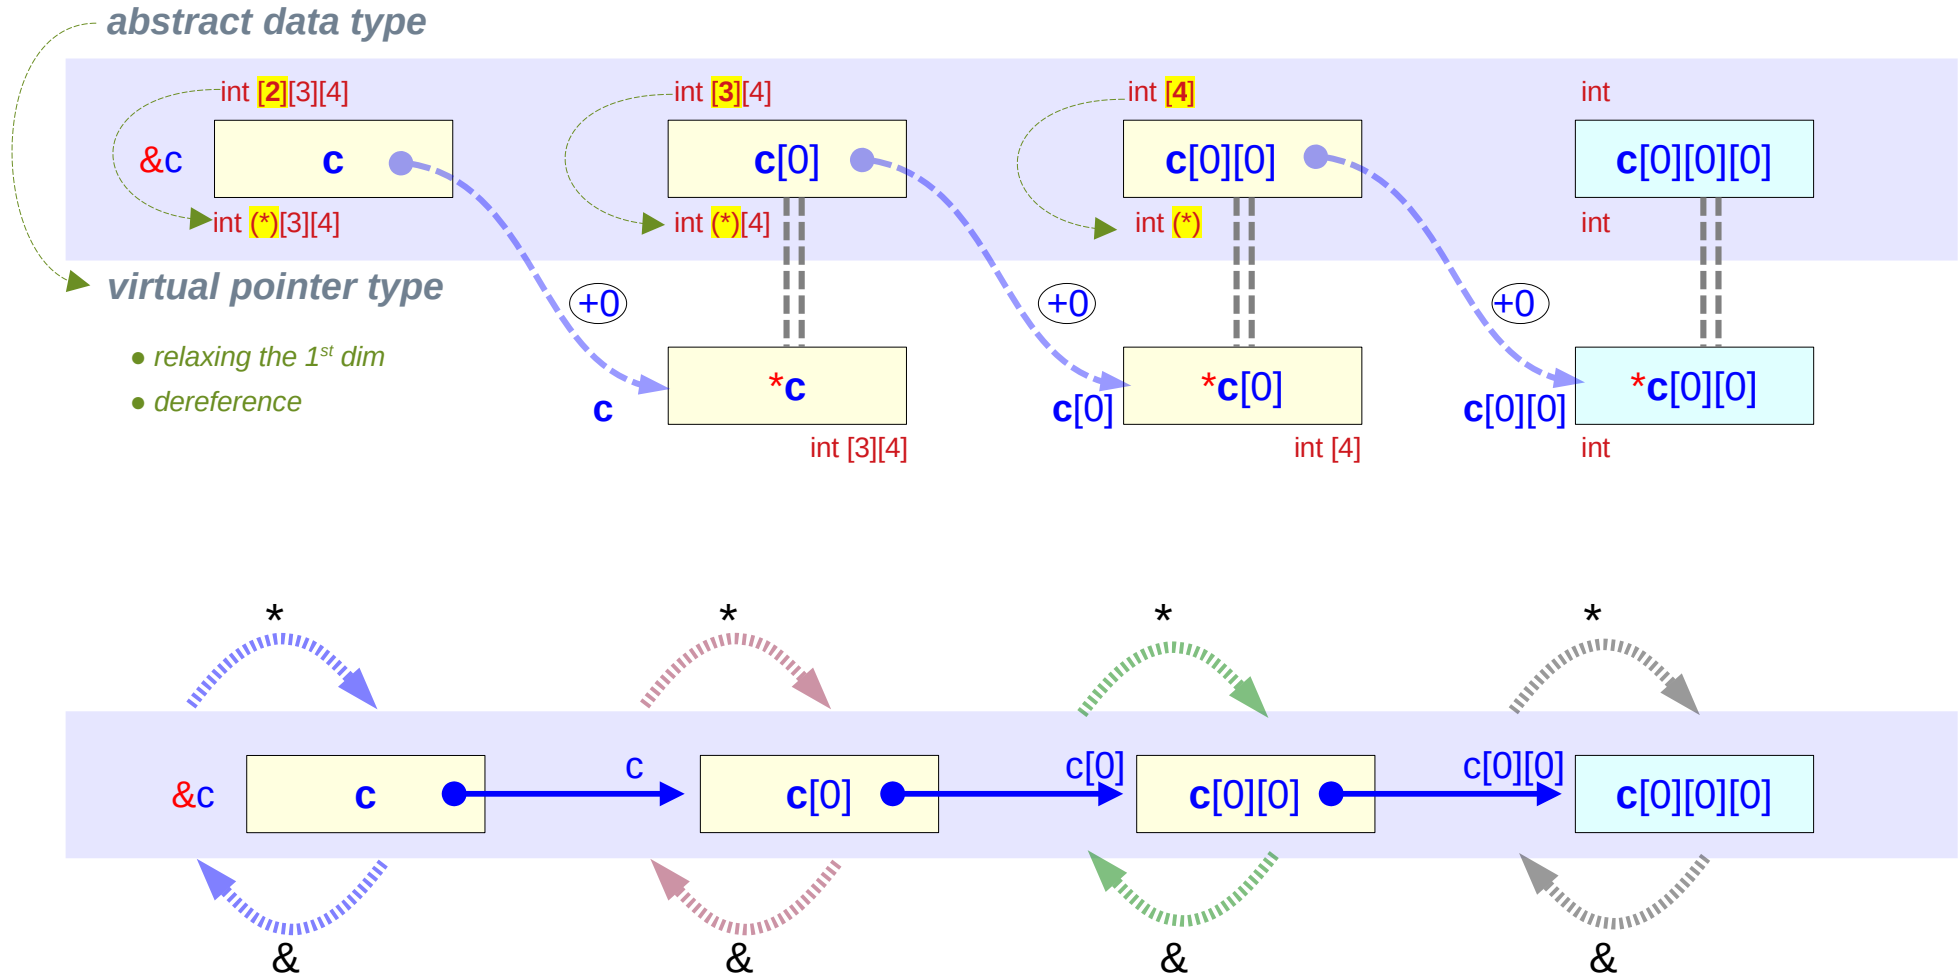 abstract data type
int [2][3][4] int [3][4] int [4] int
&c c c[0] c[0][0] c[0][0][0]
int (*)[3][4] int (*)[4] int (*) int
virtual pointer type
+0 +0 +0
● relaxing the 1st dim
● dereference
*c *c[0] *c[0][0]
c c[0] c[0][0]
int [3][4] int [4] int
* * * *
c c[0] c[0][0]
&c c c[0] c[0][0] c[0][0][0]
& & & &